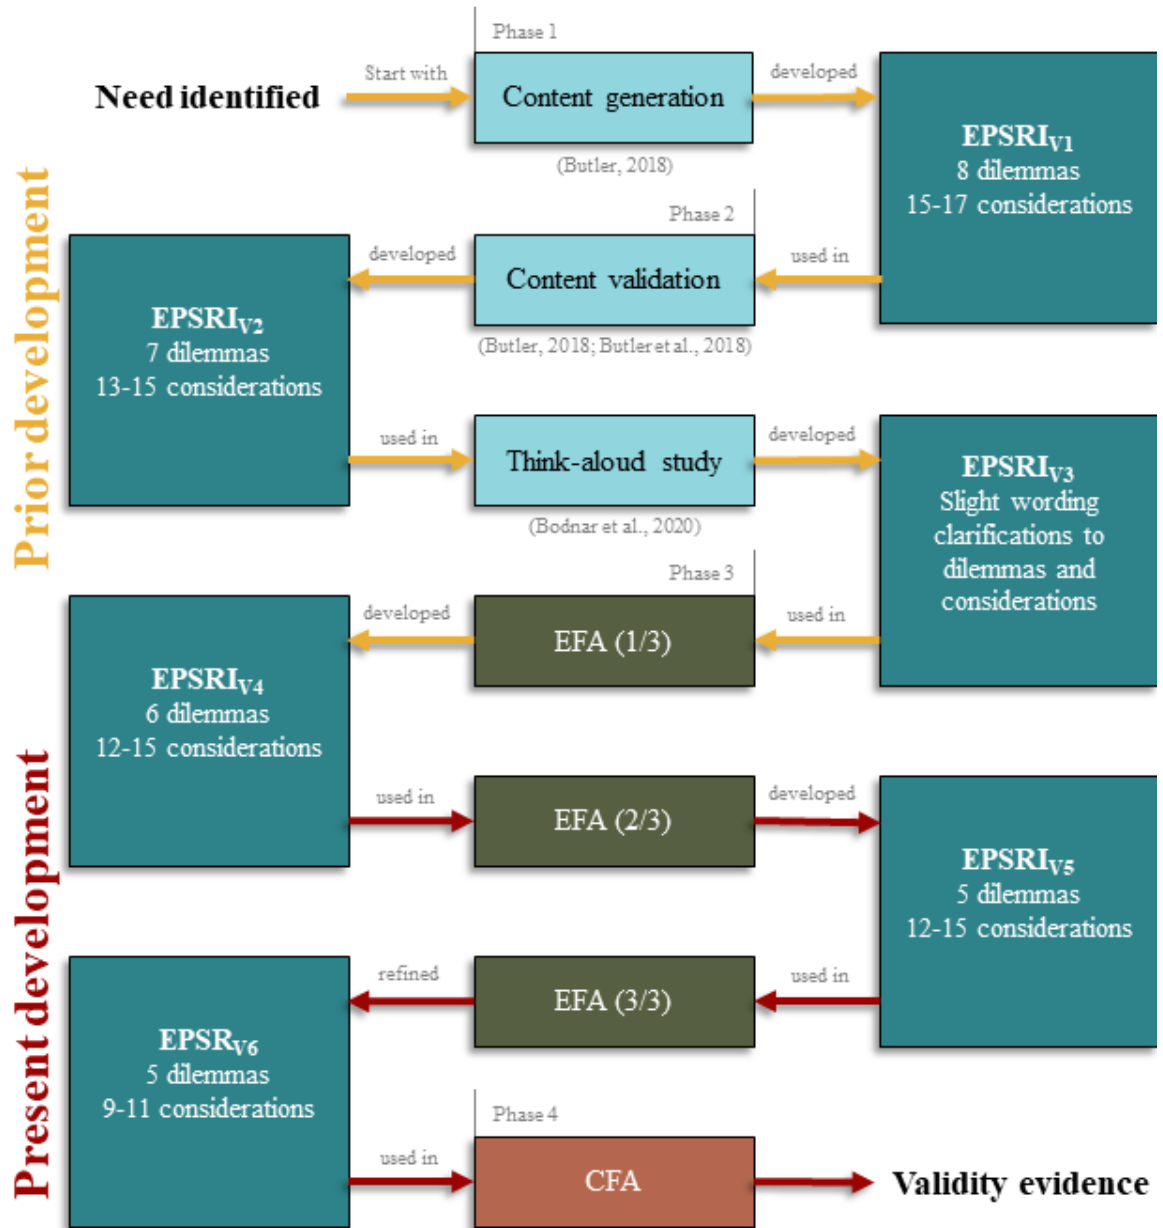 Phase 1
Need identified
Start with
Content generation
developed
(Butler, 2018)
EPSRIV1
8 dilemmas
15-17 considerations
Prior development
Phase 2
used in
Content validation
developed
(Butler, 2018; Butler et al., 2018)
EPSRIV2
7 dilemmas
13-15 considerations
used in
Think-aloud study
developed
(Bodnar et al., 2020)
EPSRIV3
Slight wording
clarifications to
dilemmas and
considerations
Phase 3
used in
EFA (1/3)
developed
EPSRIV4
6 dilemmas
12-15 considerations
Present development
used in
EFA (2/3)
developed
EPSRIV5
5 dilemmas
12-15 considerations
used in
EFA (3/3)
refined
EPSRV6
5 dilemmas
9-11 considerations
Phase 4
used in
CFA
Validity evidence